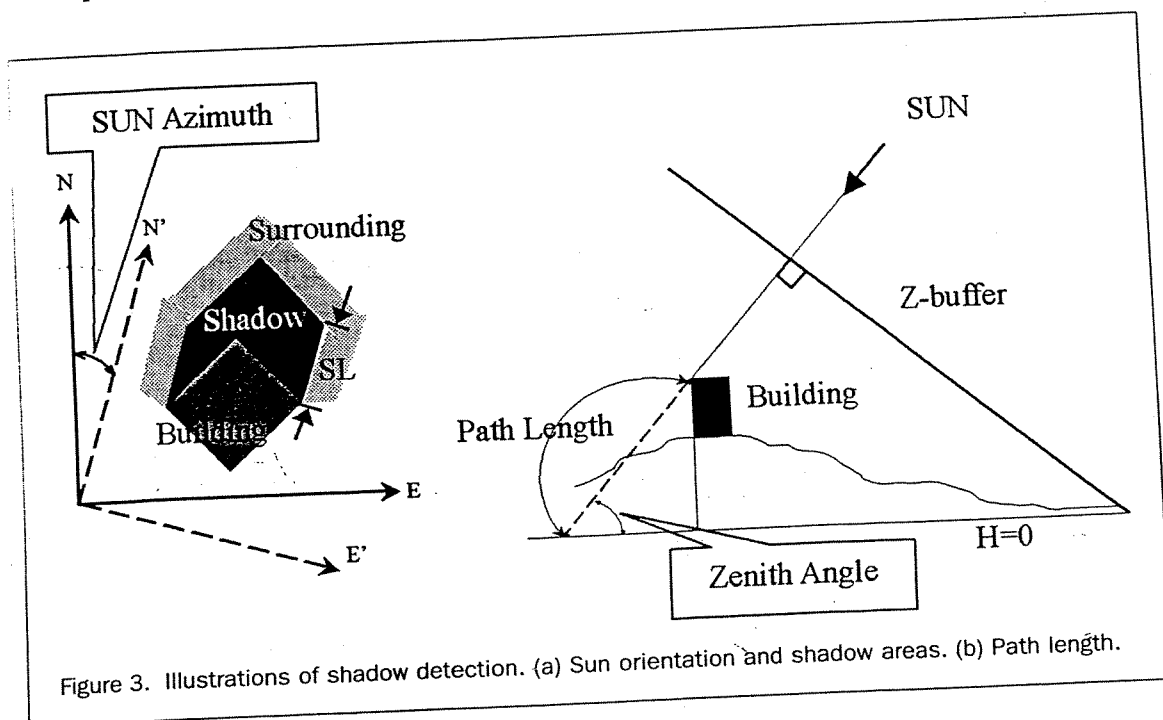 SUN Azimuth
N
N'
Surrounding
Shadow
SL
Building
E
E'
SUN
Z-buffer
Building
Path Length
H=0
Zenith Angle
Figure 3. Illustrations of shadow detection. (a) Sun orientation and shadow areas. (b) Path length.